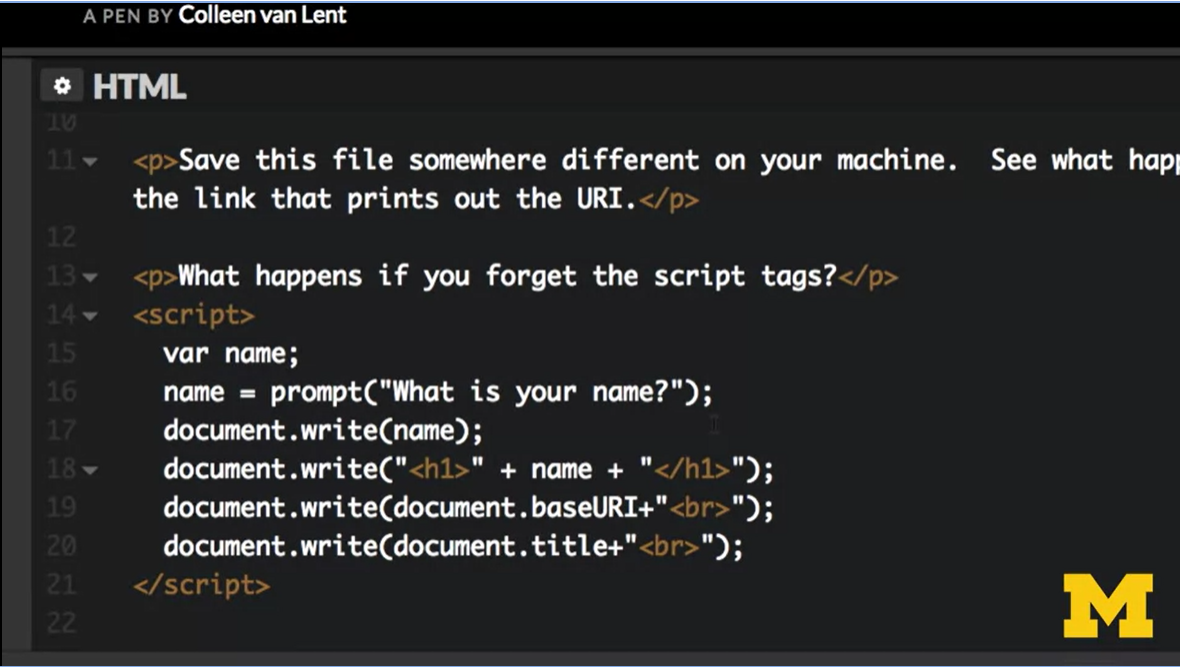 A PEN BY Colleen van Lent
HTML
10
11 <p>Save this file somewhere different on your machine.  See what
the link that prints out the URI.</p>
12
13 <p>What happens if you forget the script tags?</p>
14 <script>
15 var name;
16 name = prompt("What is your name?");
17 document.write(name);
18 document.write("<h1>" + name + "</h1>");
19 document.write(document.baseURI+"<br>");
20 document.write(document.title+"<br>");
21 </script>
22
M